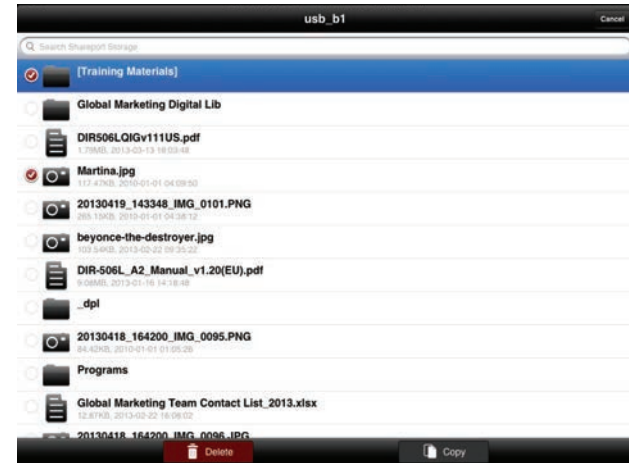 usb_b1
Cancel
Search Shareport Storage
[Training Materials]
Global Marketing Digital Lib
DIR506LQIGv111US.pdf
1.79MB, 2013-03-13 16:03:48
Martina.jpg
117.47KB, 2010-01-01 04:09:50
20130419_143348_IMG_0101.PNG
265.15KB, 2010-01-01 04:38:12
beyonce-the-destroyer.jpg
103.54KB, 2013-02-22 09:35:22
DIR-506L_A2_Manual_v1.20(EU).pdf
9.08MB, 2013-01-16 14:18:48
_dpl
20130418_164200_IMG_0095.PNG
84.42KB, 2010-01-01 01:05:26
Programs
Global Marketing Team Contact List_2013.xlsx
12.87KB, 2013-02-22 16:06:02
20130418_164200_IMG_0096.JPG
Delete
Copy